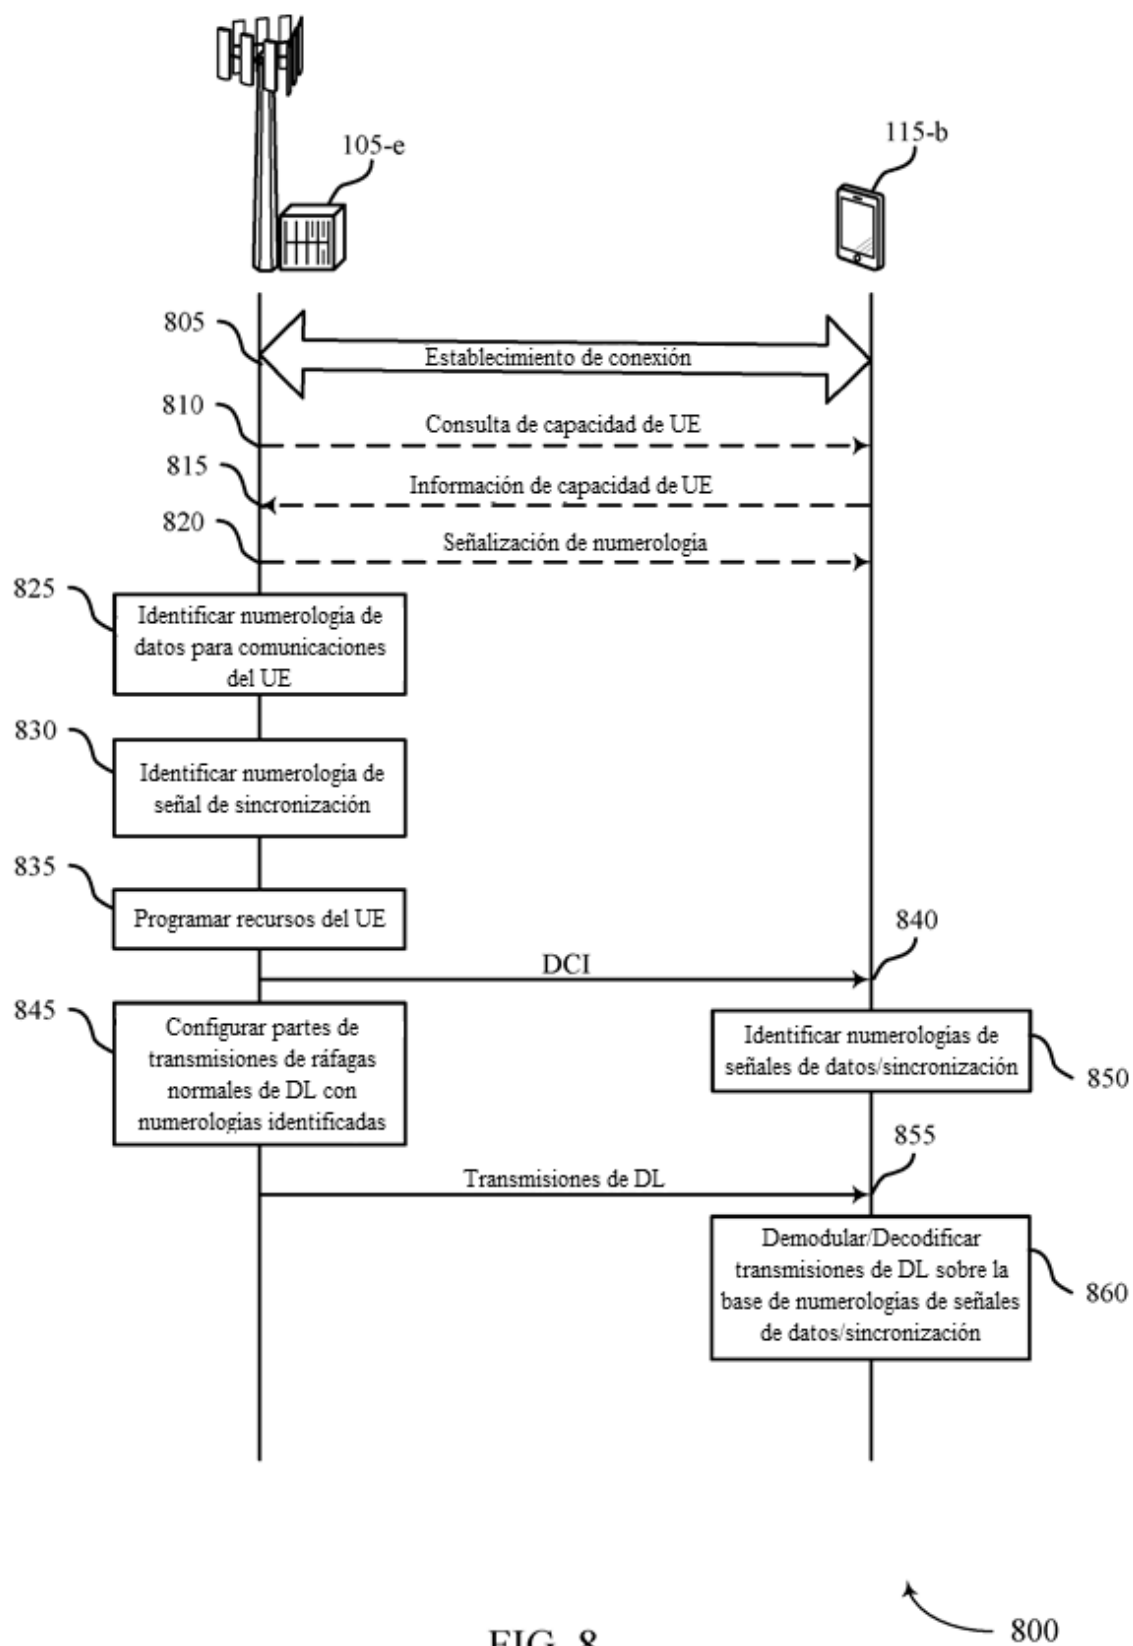 105-e
115-b
805
Establecimiento de conexión
810
Consulta de capacidad de UE
815
Información de capacidad de UE
820
Señalización de numerología
825
Identificar numerología de
datos para comunicaciones
del UE
830
Identificar numerología de
señal de sincronización
835
Programar recursos del UE
840
DCI
845
Configurar partes de
transmisiones de ráfagas
normales de DL con
numerologías identificadas
Identificar numerologías de
señales de datos/sincronización
850
855
Transmisiones de DL
Demodular/Decodificar
transmisiones de DL sobre la
base de numerologías de señales
de datos/sincronización
860
800
FIG. 8